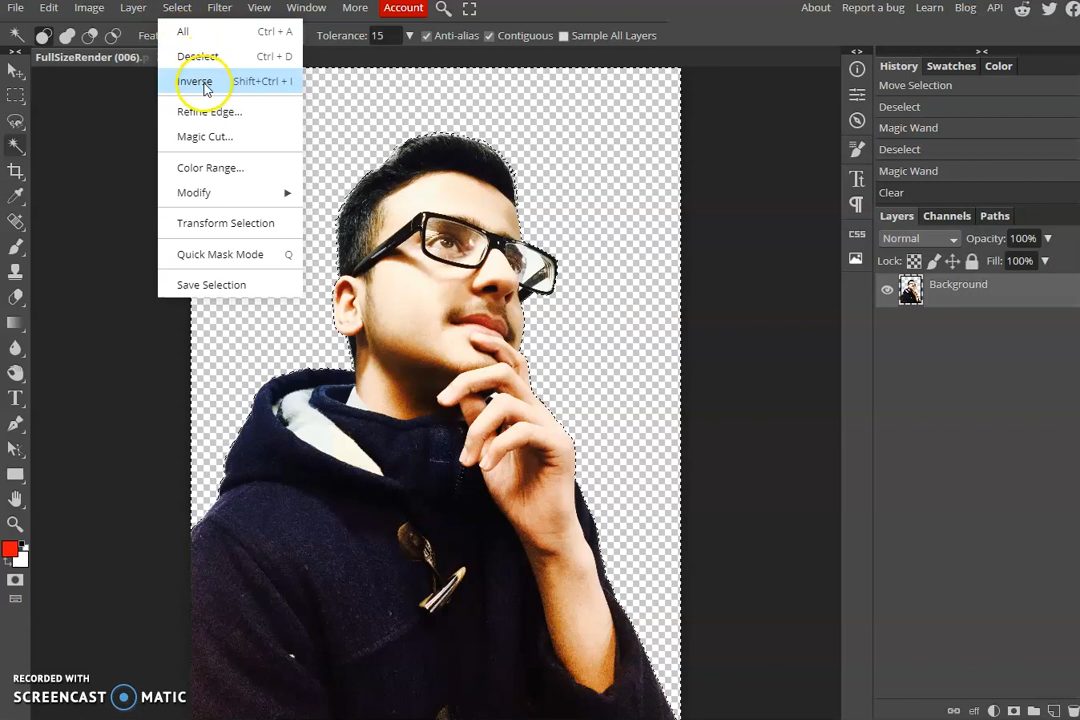 File Edit Image Layer Select Filter View Window More Account About Report a bug Learn Blog API
Tolerance: 15 Anti-alias Contiguous Sample All Layers
FullSizeRender (006).p
All Ctrl + A
Deselect Ctrl + D
Inverse Shift+Ctrl + I
Refine Edge...
Magic Cut...
Color Range...
Modify
Transform Selection
Quick Mask Mode Q
Save Selection
History Swatches Color
Move Selection
Deselect
Magic Wand
Deselect
Magic Wand
Clear
Layers Channels Paths
Normal Opacity: 100%
Lock: Fill: 100%
Background
CSS
eff
RECORDED WITH
SCREENCAST MATIC